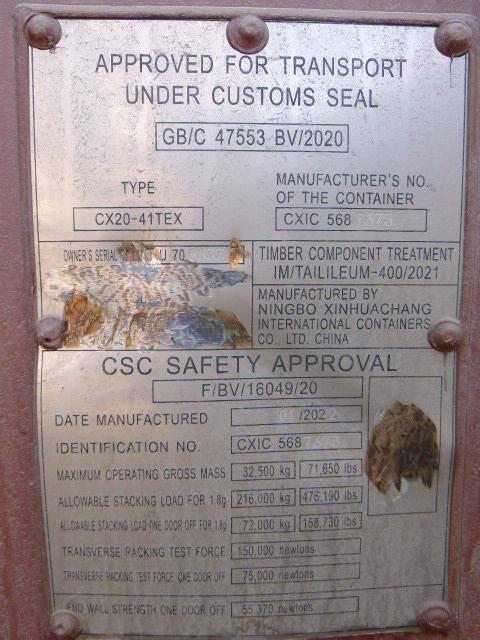 APPROVED FOR TRANSPORT
UNDER CUSTOMS SEAL
GB/C 47553 BV/2020
TYPE
MANUFACTURER'S NO.
OF THE CONTAINER
CX20-41TEX
CXIC 568
OWNER'S SERIAL
70
TIMBER COMPONENT TREATMENT
IM/TAILILEUM-400/2021
MANUFACTURED BY
NINGBO XINHUACHANG
INTERNATIONAL CONTAINERS
CO., LTD. CHINA
CSC SAFETY APPROVAL
F/BV/16049/20
DATE MANUFACTURED 01/2022
IDENTIFICATION NO. CXIC 568
MAXIMUM OPERATING GROSS MASS 32,500 kg 71,650 lbs
ALLOWABLE STACKING LOAD FOR 1.8g 216,000 kg 476,190 lbs
ALLOWABLE STACKING LOAD ONE DOOR OFF FOR 1.8g 72,000 kg 158,730 lbs
TRANSVERSE RACKING TEST FORCE 150,000 newtons
TRANSVERSE RACKING TEST FORCE ONE DOOR OFF 75,000 newtons
END WALL STRENGTH ONE DOOR OFF 55,370 newtons